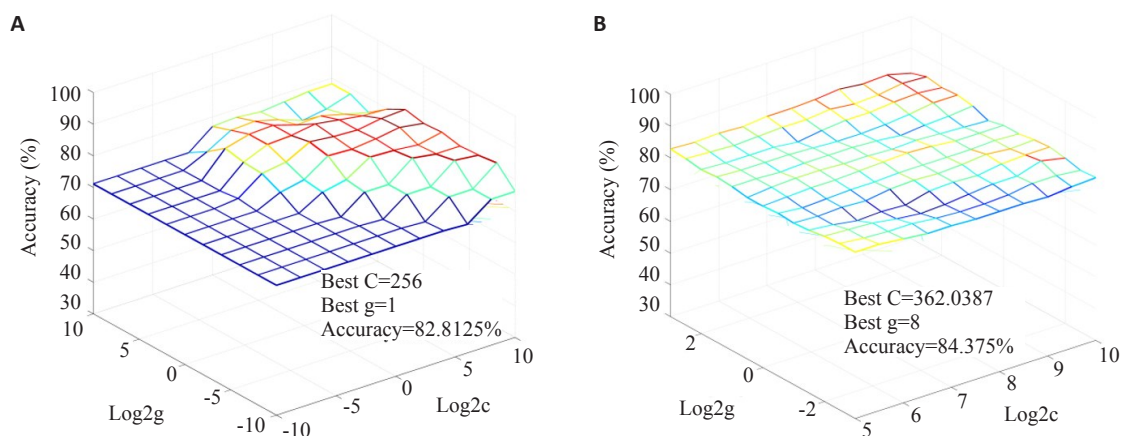 A
100
90
80
70
60
50
40
30
Accuracy (%)
10
5
0
-5
-10
Log2g
-10
-5
0
5
10
Log2c
Best C=256
Best g=1
Accuracy=82.8125%
B
100
90
80
70
60
50
40
30
Accuracy (%)
2
0
-2
Log2g
5
6
7
8
9
10
Log2c
Best C=362.0387
Best g=8
Accuracy=84.375%